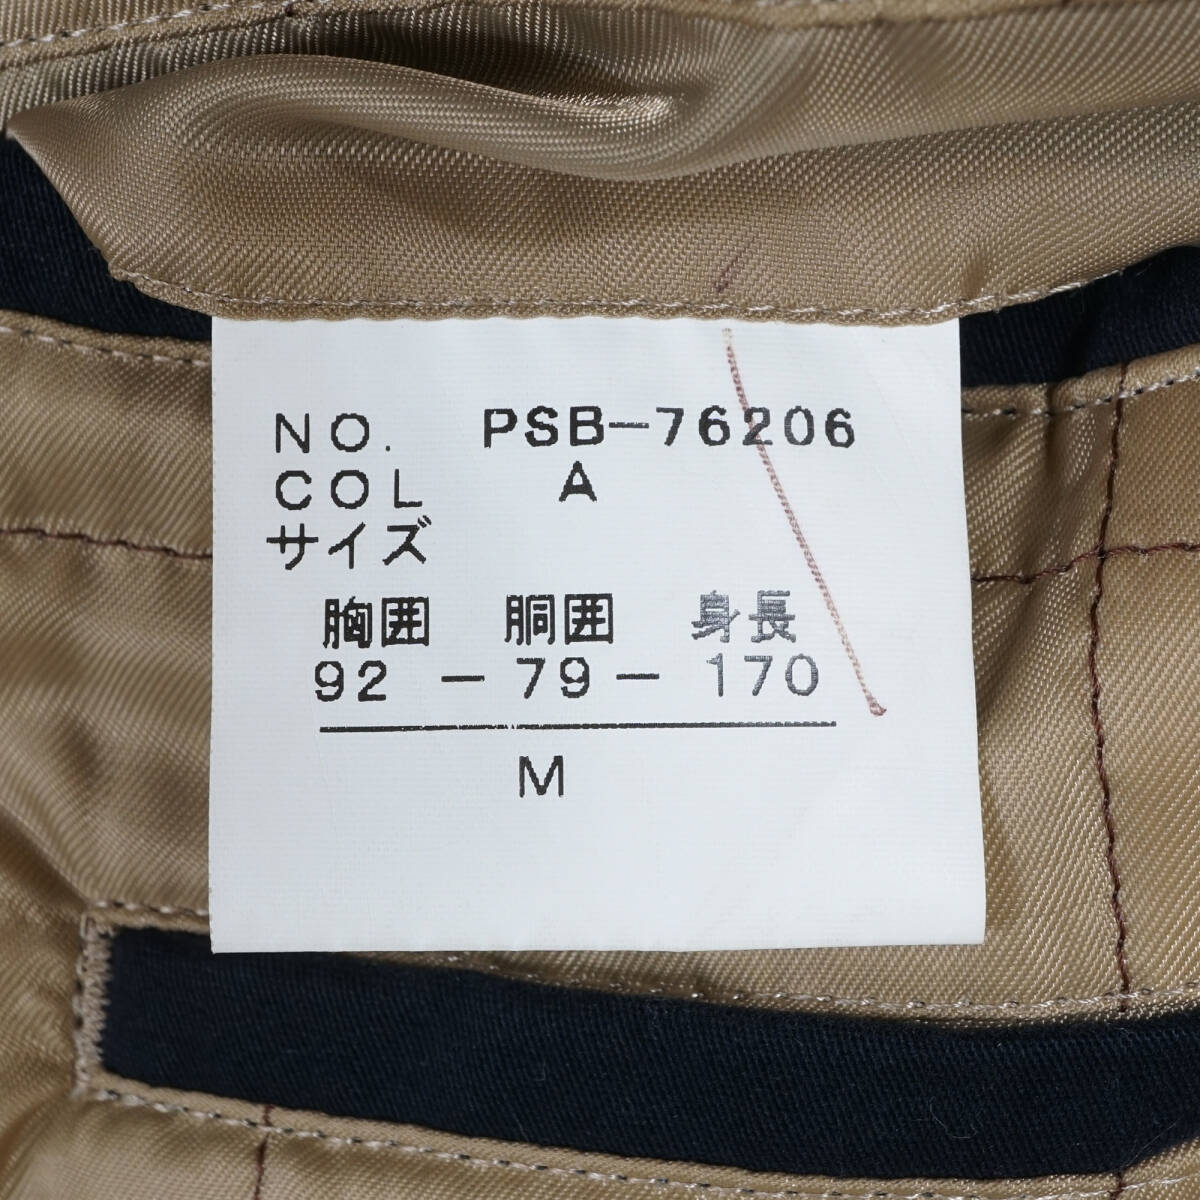 NO. PSB-76206
COL A
サイズ
胸囲 胴囲 身長
92 - 79 - 170
M